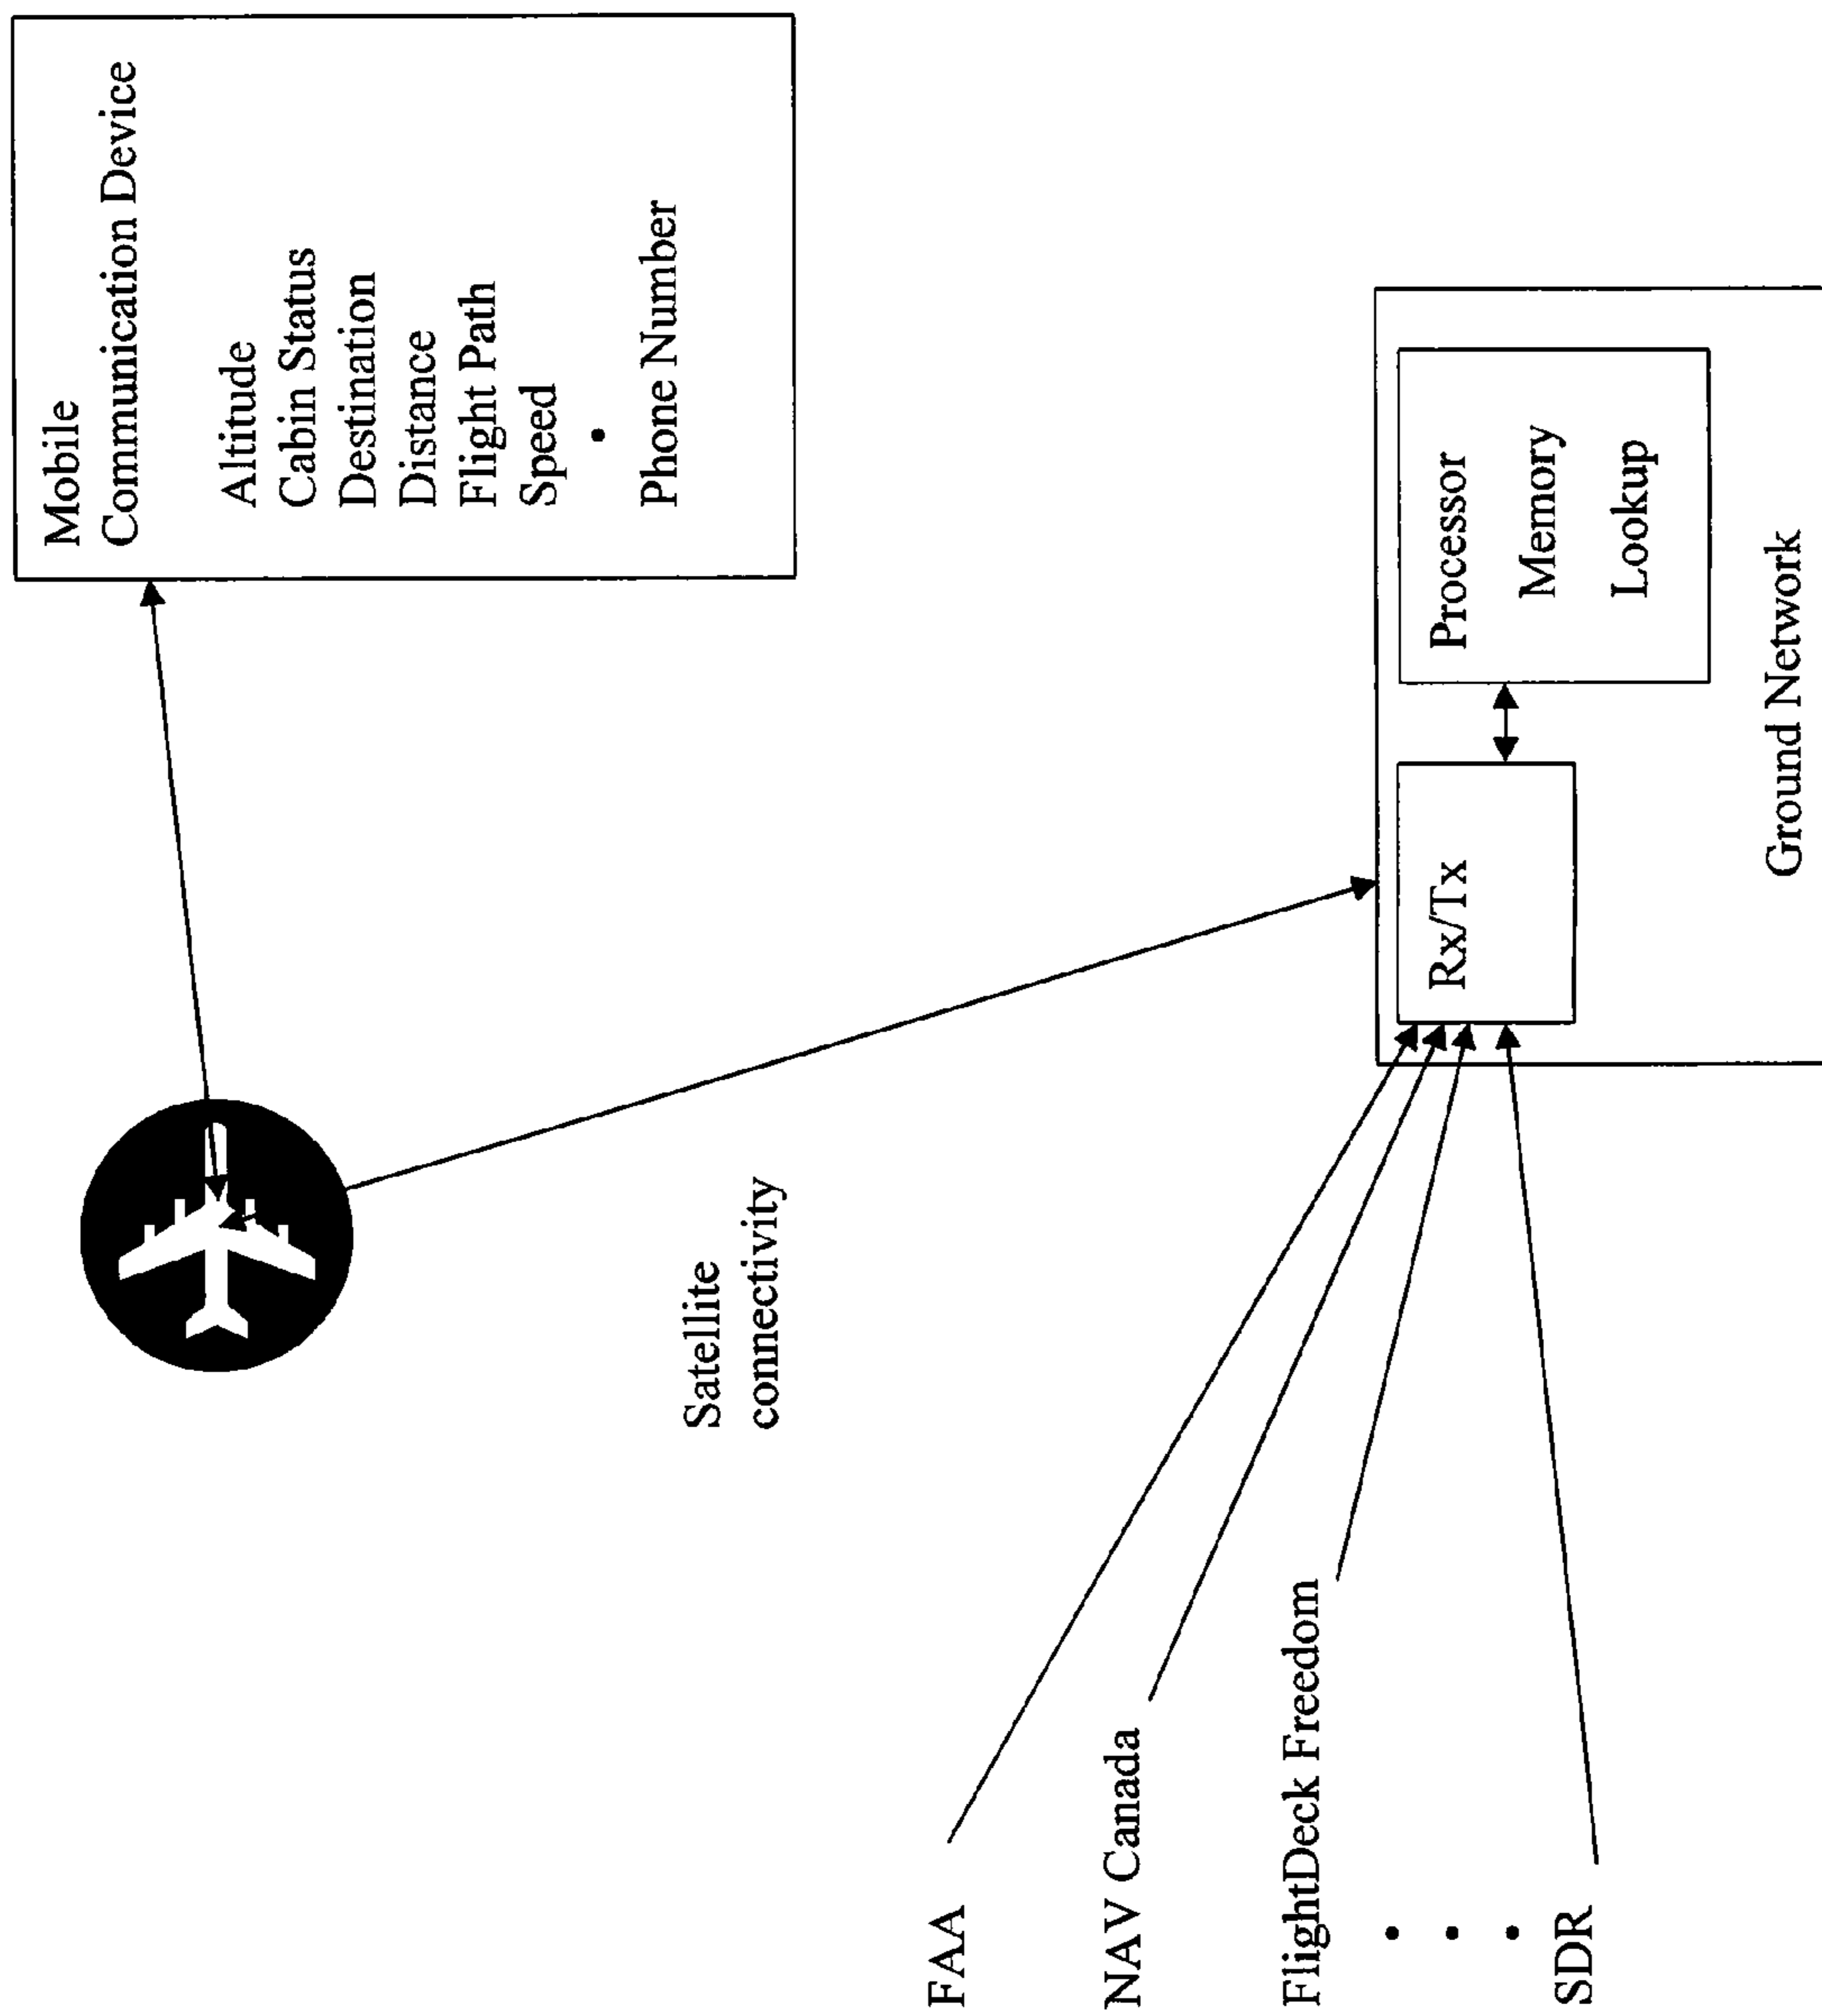 Mobile
Communication Device
Altitude
Cabin Status
Destination
Distance
Flight Path
Speed
•
Phone Number
Satellite
connectivity
FAA
NAV Canada
FlightDeck Freedom
•
•
•
SDR
Rx/Tx
Processor
Memory
Lookup
Ground Network